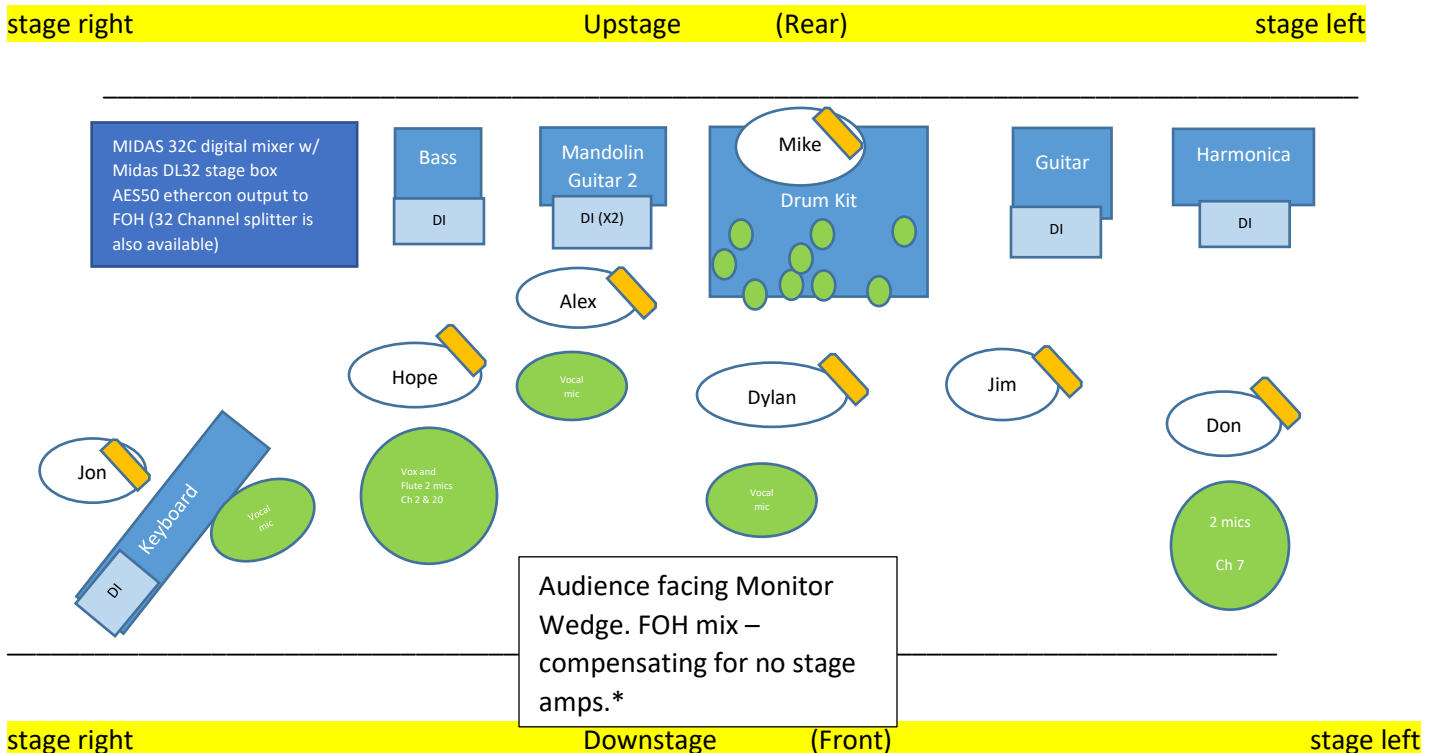 stage right Upstage (Rear) stage left
MIDAS 32C digital mixer w/
Midas DL32 stage box
AES50 ethercon output to
FOH (32 Channel splitter is
also available)
Bass
DI
Mandolin
Guitar 2
DI (X2)
Mike
Drum Kit
Guitar
DI
Harmonica
DI
Alex
Hope
Vocal
mic
Dylan
Jim
Don
Jon
Keyboard
DI
Vocal
mic
Vox and
Flute 2 mics
Ch 2 & 20
Vocal
mic
2 mics
Ch 7
Audience facing Monitor
Wedge. FOH mix –
compensating for no stage
amps.*
stage right Downstage (Front) stage left